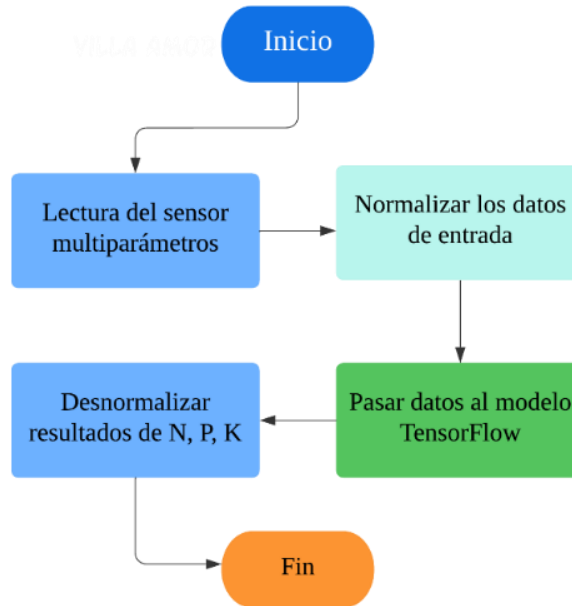 Inicio
Lectura del sensor
multiparámetros
Normalizar los datos
de entrada
Pasar datos al modelo
TensorFlow
Desnormalizar
resultados de N, P, K
Fin